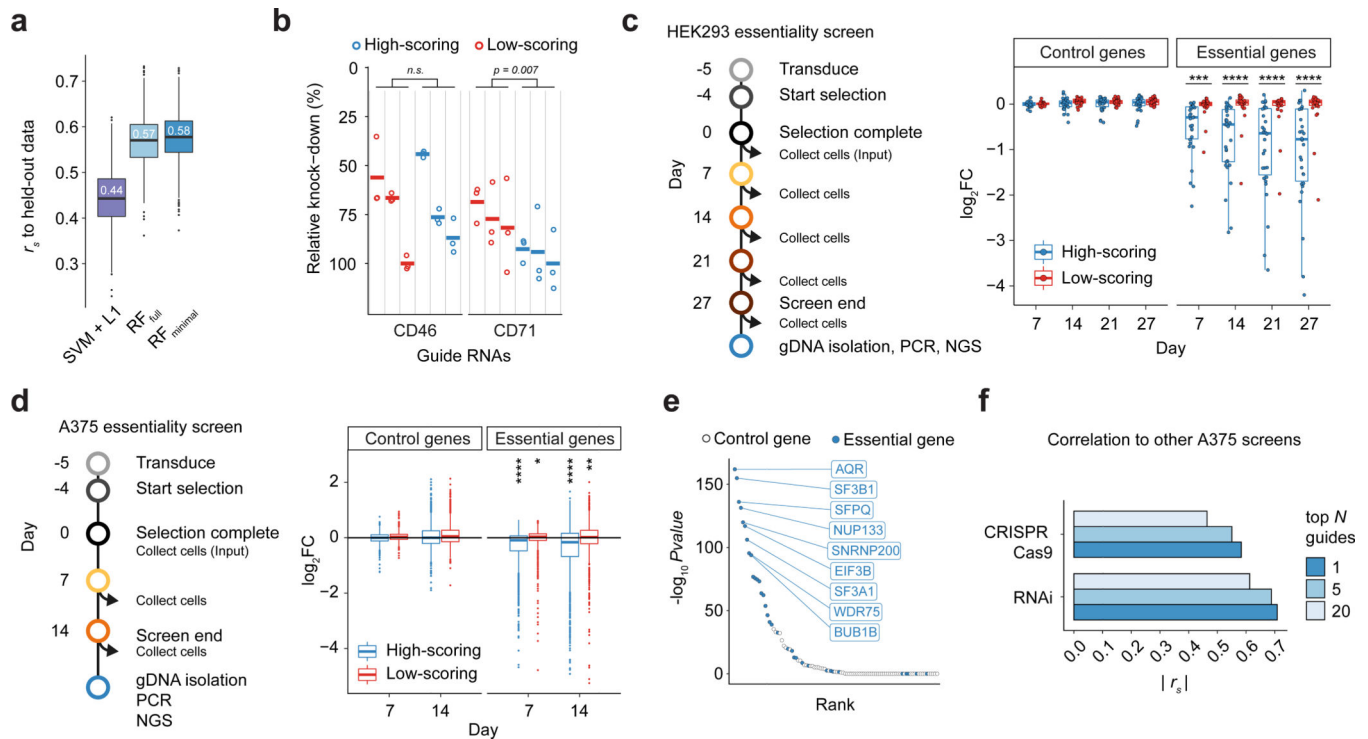 a
r_s to held-out data
0.7
0.6
0.5
0.4
0.3
0.44
0.57
0.58
SVM + L1
RF full
RF minimal
b
High-scoring
Low-scoring
Relative knock-down (%)
0
25
50
75
100
n.s.
p = 0.007
CD46
CD71
Guide RNAs
c
HEK293 essentiality screen
Day
-5
Transduce
-4
Start selection
0
Selection complete
Collect cells (Input)
7
Collect cells
14
Collect cells
21
Collect cells
27
Screen end
Collect cells
gDNA isolation, PCR, NGS
Control genes
Essential genes
***
****
****
****
log2FC
0
−1
−2
−3
−4
High-scoring
Low-scoring
7
14
21
27
7
14
21
27
Day
d
A375 essentiality screen
Day
-5
Transduce
-4
Start selection
0
Selection complete
Collect cells (Input)
7
Collect cells
14
Screen end
Collect cells
gDNA isolation
PCR
NGS
Control genes
Essential genes
****
*
****
**
log2FC
2
0
−2
−4
High-scoring
Low-scoring
7
14
7
14
Day
e
Control gene
Essential gene
-log10 Pvalue
150
100
50
0
AQR
SF3B1
SFPQ
NUP133
SNRNP200
EIF3B
SF3A1
WDR75
BUB1B
Rank
f
Correlation to other A375 screens
CRISPR
Cas9
RNAi
top N
guides
1
5
20
0.0
0.1
0.2
0.3
0.4
0.5
0.6
0.7
| r_s |